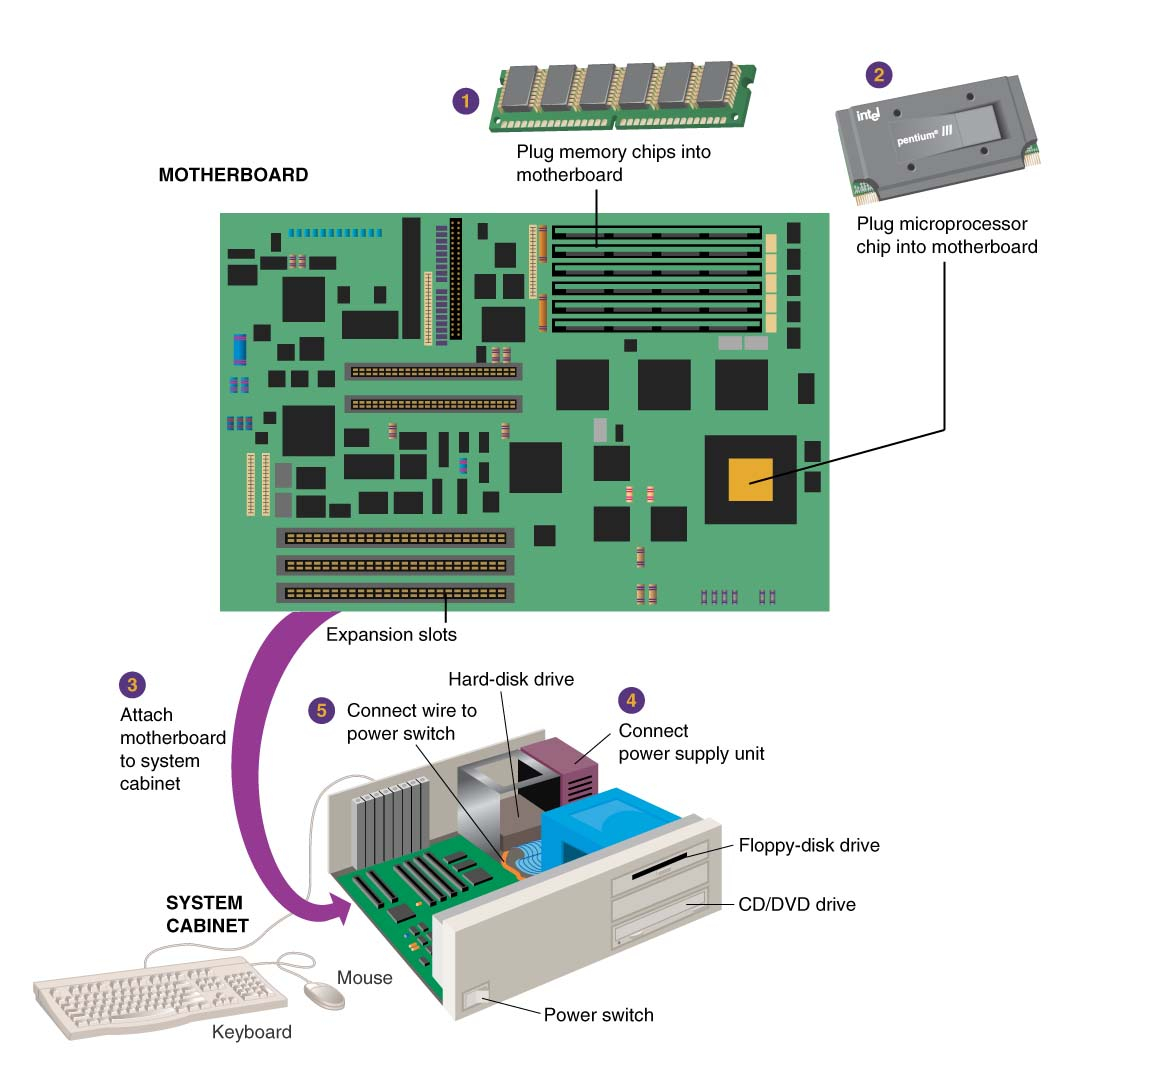 1
2
intel
pentium® III
Plug memory chips into
motherboard
MOTHERBOARD
Plug microprocessor
chip into motherboard
Expansion slots
3
Attach
motherboard
to system
cabinet
Hard-disk drive
5
Connect wire to
power switch
4
Connect
power supply unit
Floppy-disk drive
CD/DVD drive
SYSTEM
CABINET
Mouse
Keyboard
Power switch